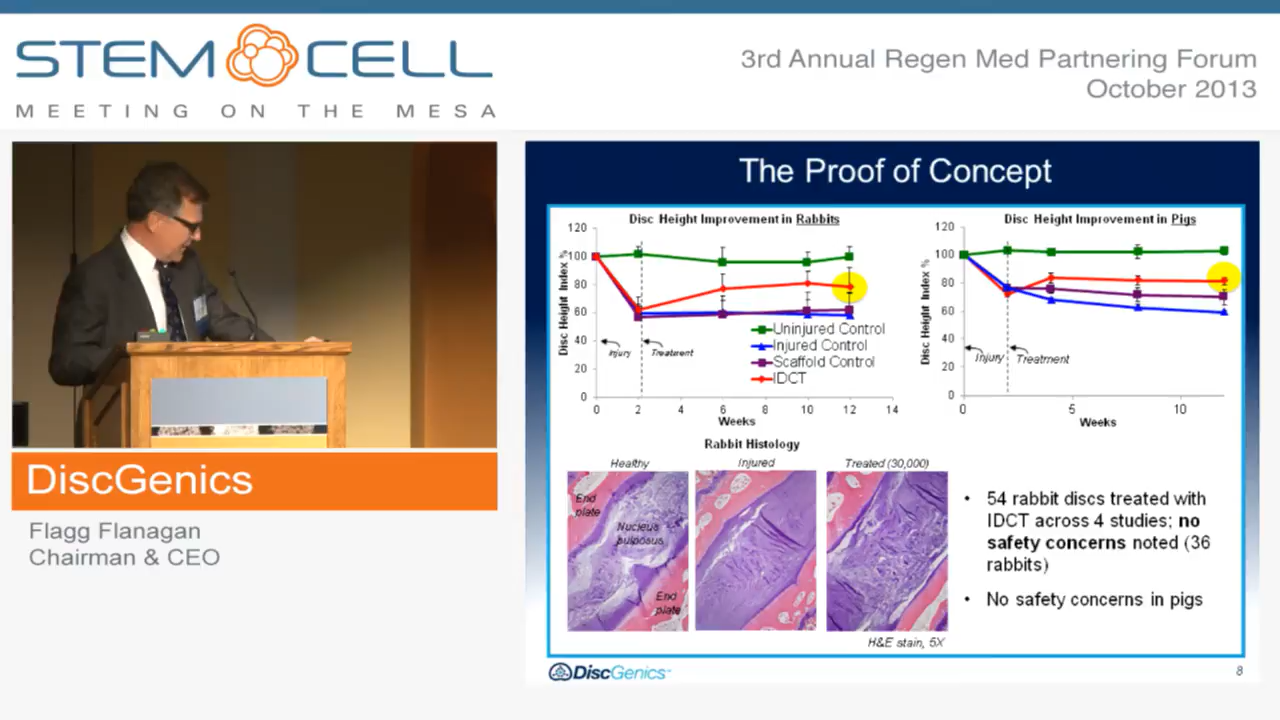 STEM CELL
MEETING ON THE MESA
3rd Annual Regen Med Partnering Forum
October 2013
DiscGenics
Flagg Flanagan
Chairman & CEO
The Proof of Concept
Disc Height Improvement in Rabbits
Disc Height Index %
120
100
80
60
40
20
0
Injury
Treatment
Uninjured Control
Injured Control
Scaffold Control
IDCT
0 2 4 6 8 10 12 14
Weeks
Disc Height Improvement in Pigs
Disc Height Index %
120
100
80
60
40
20
0
Injury
Treatment
0 5 10
Weeks
Rabbit Histology
Healthy
Injured
Treated (30,000)
End
plate
Nucleus
pulposus
End
plate
H&E stain, 5X
• 54 rabbit discs treated with
IDCT across 4 studies; no
safety concerns noted (36
rabbits)
• No safety concerns in pigs
DiscGenics
8